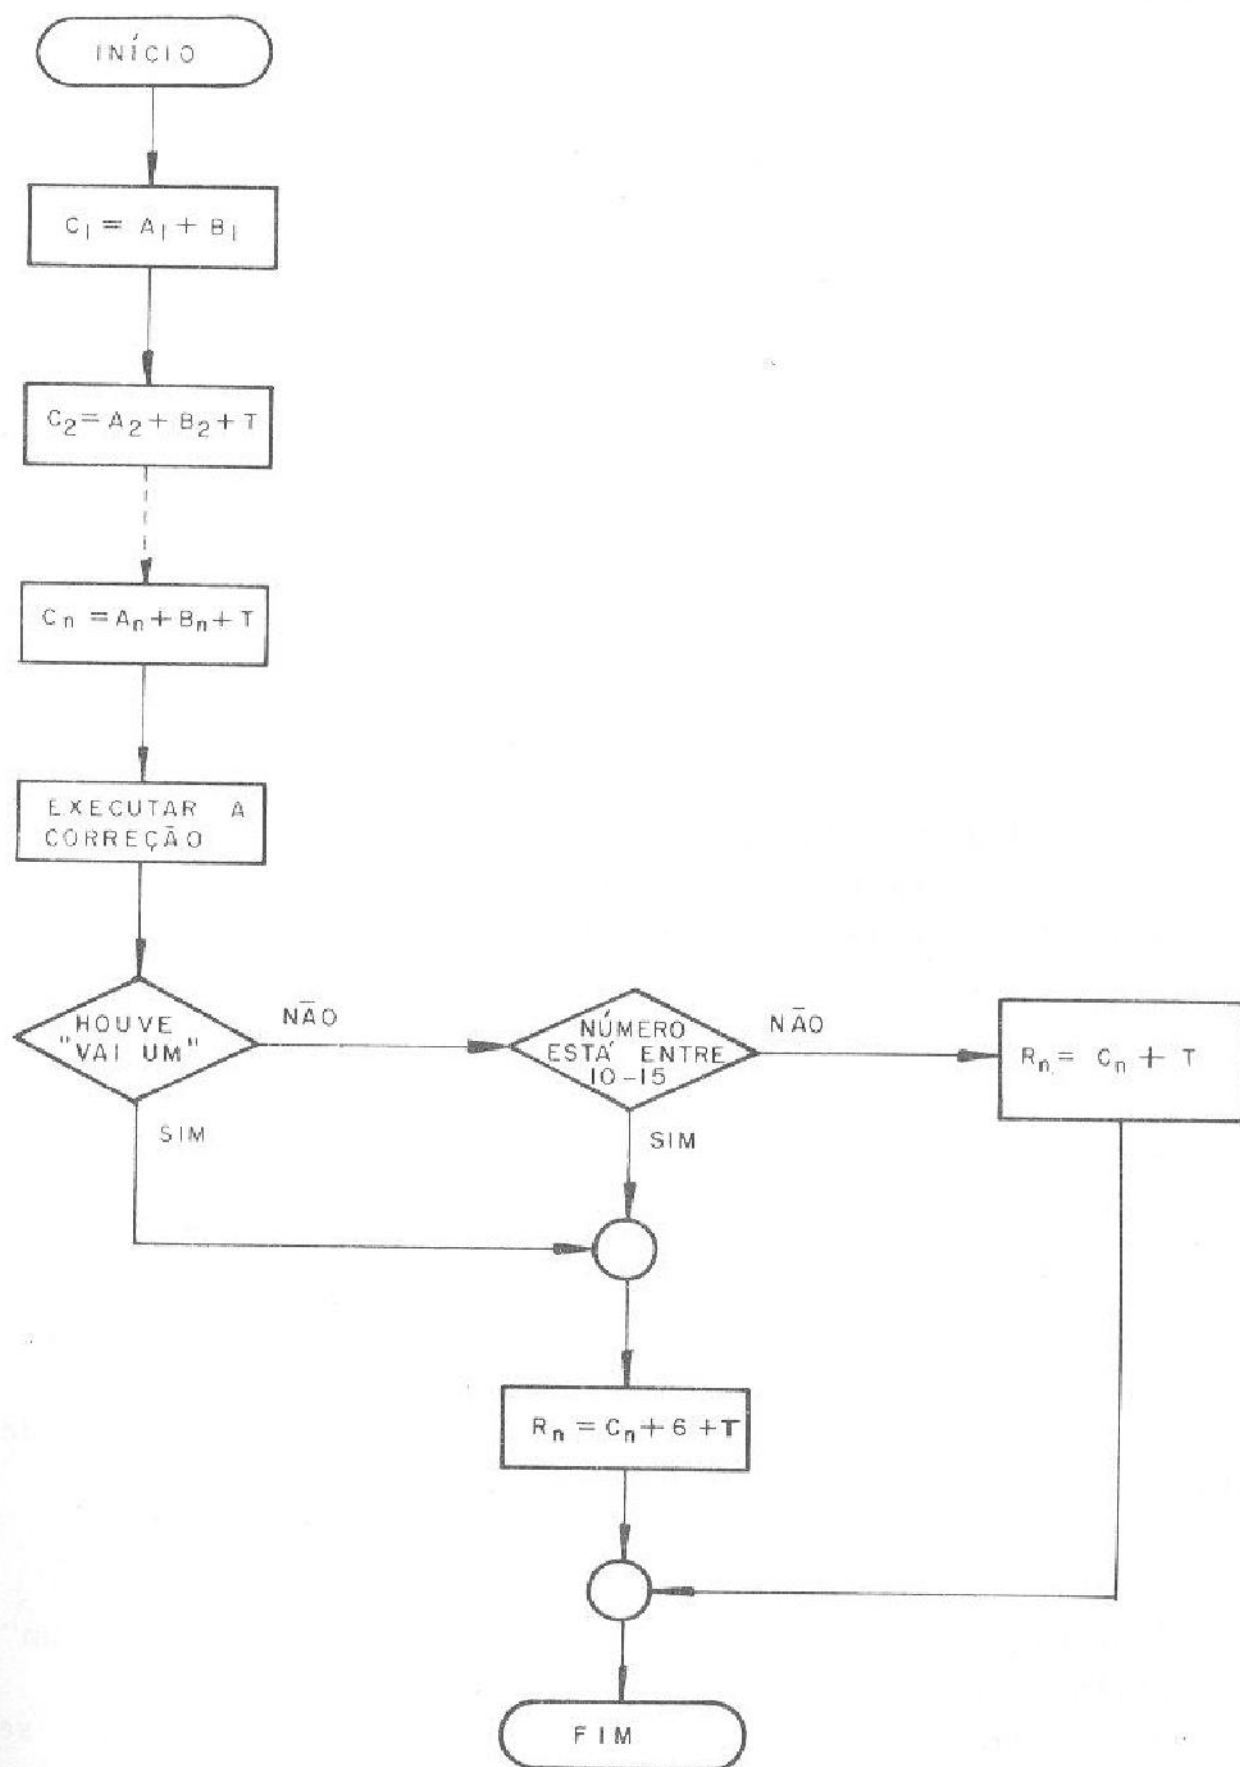 INÍCIO
C₁ = A₁ + B₁
C₂ = A₂ + B₂ + T
Cₙ = Aₙ + Bₙ + T
EXECUTAR A
CORREÇÃO
HOUVE
"VAI UM"
NÃO
SIM
NÚMERO
ESTÁ ENTRE
10-15
NÃO
SIM
Rₙ = Cₙ + T
Rₙ = Cₙ + 6 + T
FIM